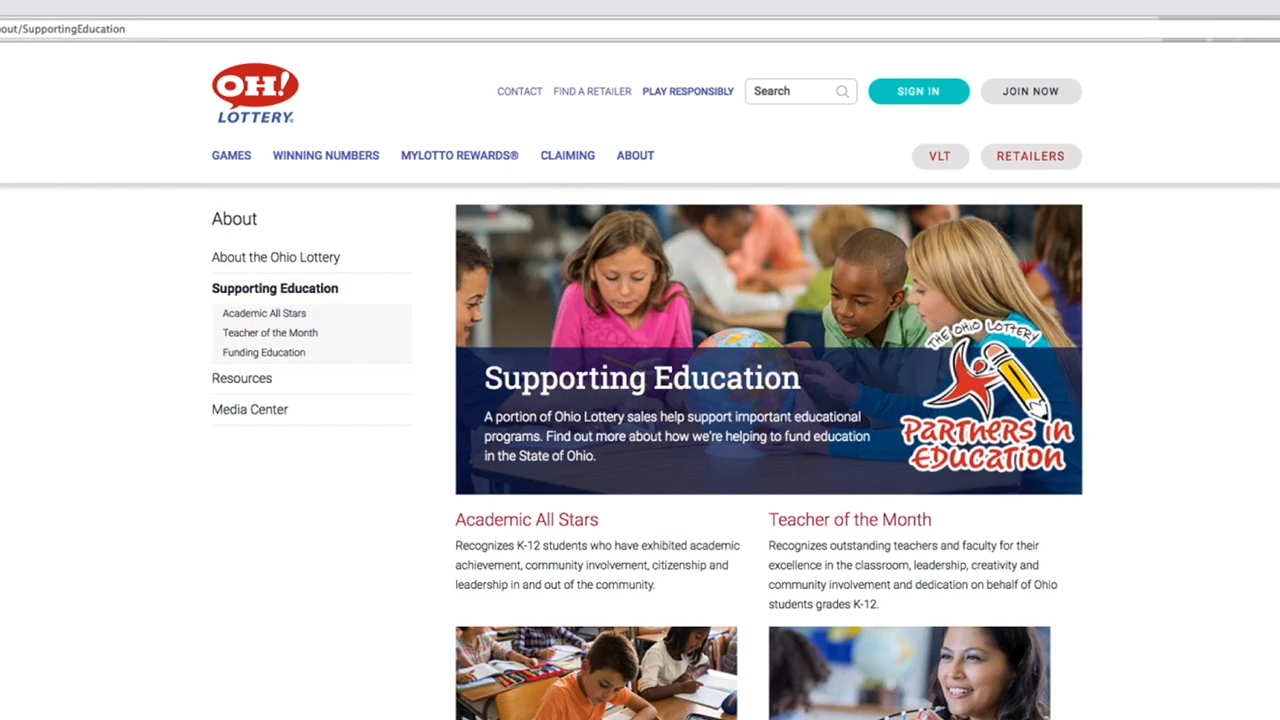 out/SupportingEducation
OH!
LOTTERY
CONTACT FIND A RETAILER PLAY RESPONSIBLY Search SIGN IN JOIN NOW
GAMES WINNING NUMBERS MYLOTTO REWARDS® CLAIMING ABOUT VLT RETAILERS
About
About the Ohio Lottery
Supporting Education
Academic All Stars
Teacher of the Month
Funding Education
Resources
Media Center
Supporting Education
A portion of Ohio Lottery sales help support important educational
programs. Find out more about how we're helping to fund education
in the State of Ohio.
THE OHIO LOTTERY
PARTNERS IN
EDUCATION
Academic All Stars
Recognizes K-12 students who have exhibited academic
achievement, community involvement, citizenship and
leadership in and out of the community.
Teacher of the Month
Recognizes outstanding teachers and faculty for their
excellence in the classroom, leadership, creativity and
community involvement and dedication on behalf of Ohio
students grades K-12.